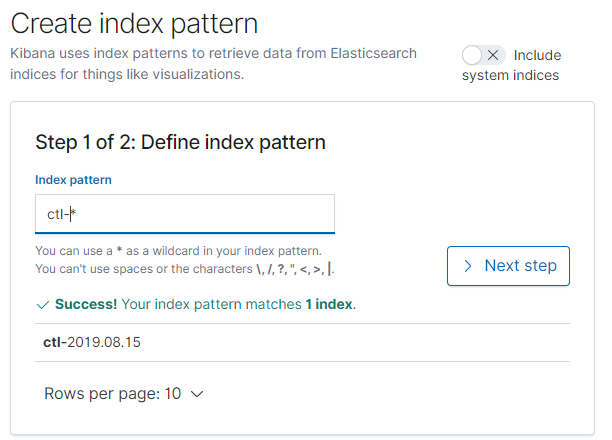 Create index pattern
Kibana uses index patterns to retrieve data from Elasticsearch
indices for things like visualizations.
Include
system indices
Step 1 of 2: Define index pattern
Index pattern
ctl-*
You can use a * as a wildcard in your index pattern.
You can't use spaces or the characters \, /, ?, ", <, >, |.
Next step
Success! Your index pattern matches 1 index.
ctl-2019.08.15
Rows per page: 10